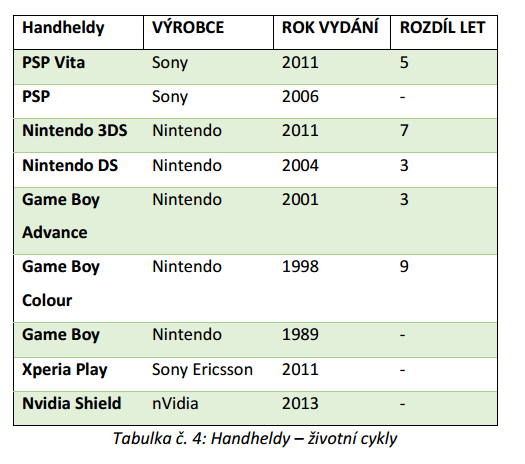 Handheldy VÝROBCE ROK VYDÁNÍ ROZDÍL LET
PSP Vita Sony 2011 5
PSP Sony 2006 -
Nintendo 3DS Nintendo 2011 7
Nintendo DS Nintendo 2004 3
Game Boy Nintendo 2001 3
Advance
Game Boy Nintendo 1998 9
Colour
Game Boy Nintendo 1989 -
Xperia Play Sony Ericsson 2011 -
Nvidia Shield nVidia 2013 -
Tabulka č. 4: Handheldy – životní cykly